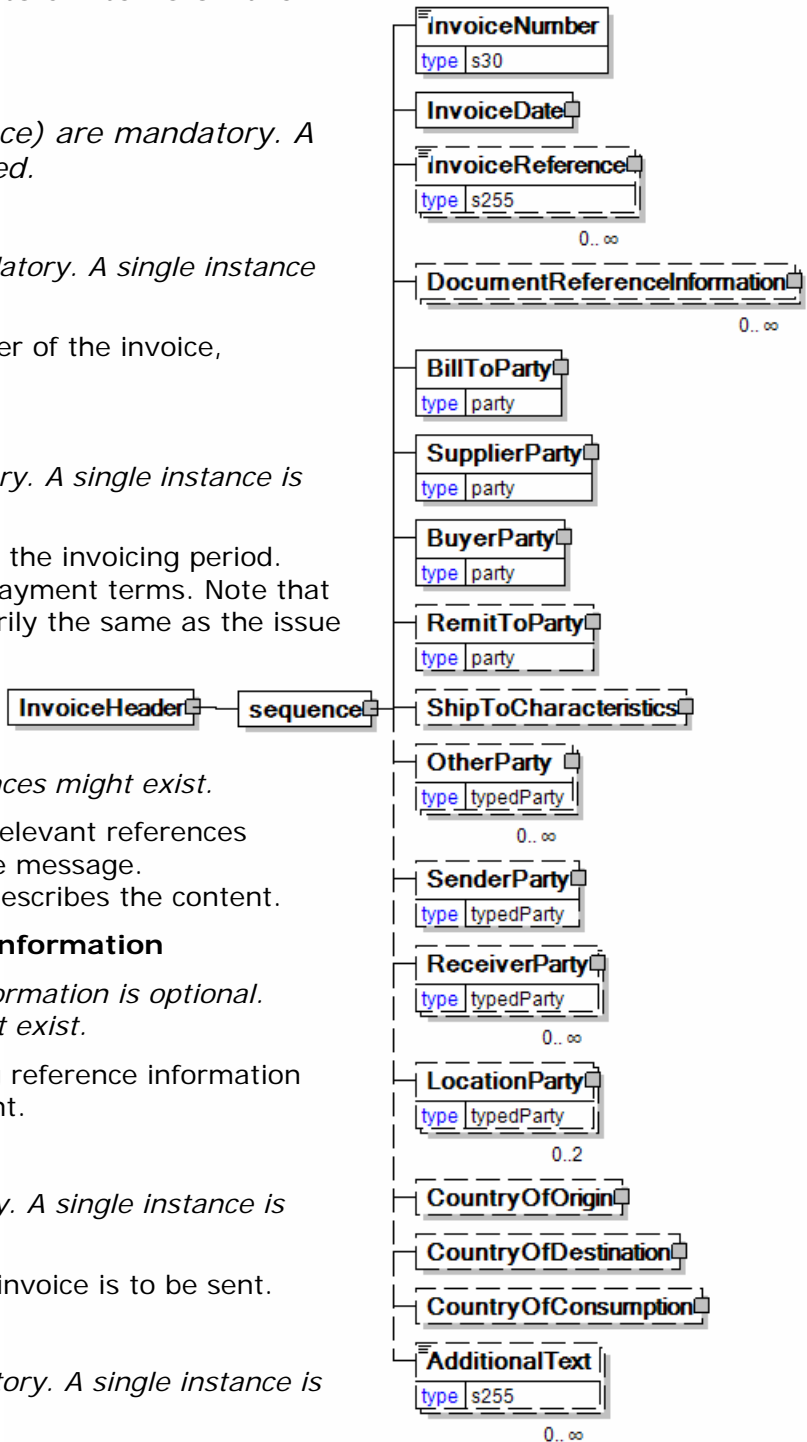 ce) are mandatory. A
ed.
latory. A single instance
er of the invoice,
ry. A single instance is
the invoicing period.
ayment terms. Note that
rily the same as the issue
nces might exist.
elevant references
e message.
escribes the content.
nformation
ormation is optional.
t exist.
reference information
nt.
y. A single instance is
invoice is to be sent.
tory. A single instance is
InvoiceHeader
sequence
InvoiceNumber
type s30
InvoiceDate
InvoiceReference
type s255
0.. ∞
DocumentReferenceInformation
0.. ∞
BillToParty
type party
SupplierParty
type party
BuyerParty
type party
RemitToParty
type party
ShipToCharacteristics
OtherParty
type typedParty
0.. ∞
SenderParty
type typedParty
ReceiverParty
type typedParty
0.. ∞
LocationParty
type typedParty
0..2
CountryOfOrigin
CountryOfDestination
CountryOfConsumption
AdditionalText
type s255
0.. ∞